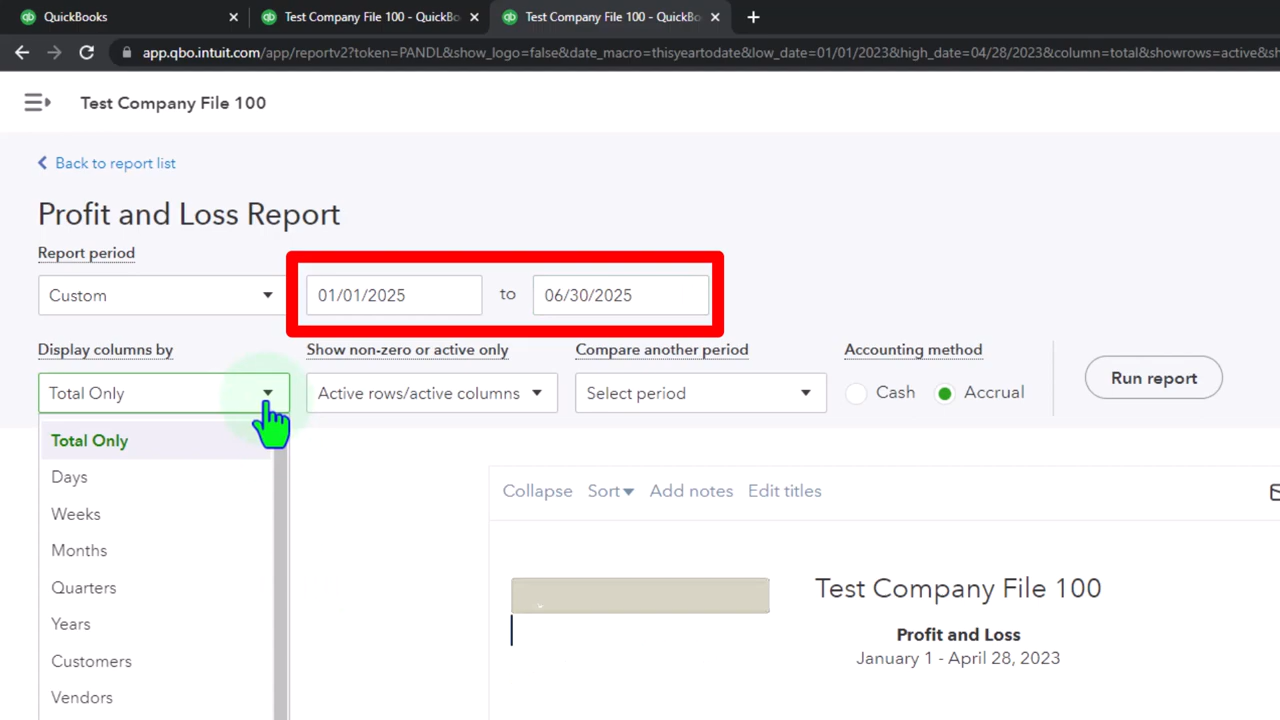 QuickBooks
Test Company File 100 - QuickBo
Test Company File 100 - QuickBo
app.qbo.intuit.com/app/reportv2?token=PANDL&show_logo=false&date_macro=thisyeartodate&low_date=01/01/2023&high_date=04/28/2023&column=total&showrows=active&s
Test Company File 100
Back to report list
Profit and Loss Report
Report period
Custom 01/01/2025 to 06/30/2025
Display columns by Show non-zero or active only Compare another period Accounting method
Total Only Active rows/active columns Select period Cash Accrual Run report
Total Only
Days
Weeks
Months
Quarters
Years
Customers
Vendors
Collapse Sort Add notes Edit titles
Test Company File 100
Profit and Loss
January 1 - April 28, 2023